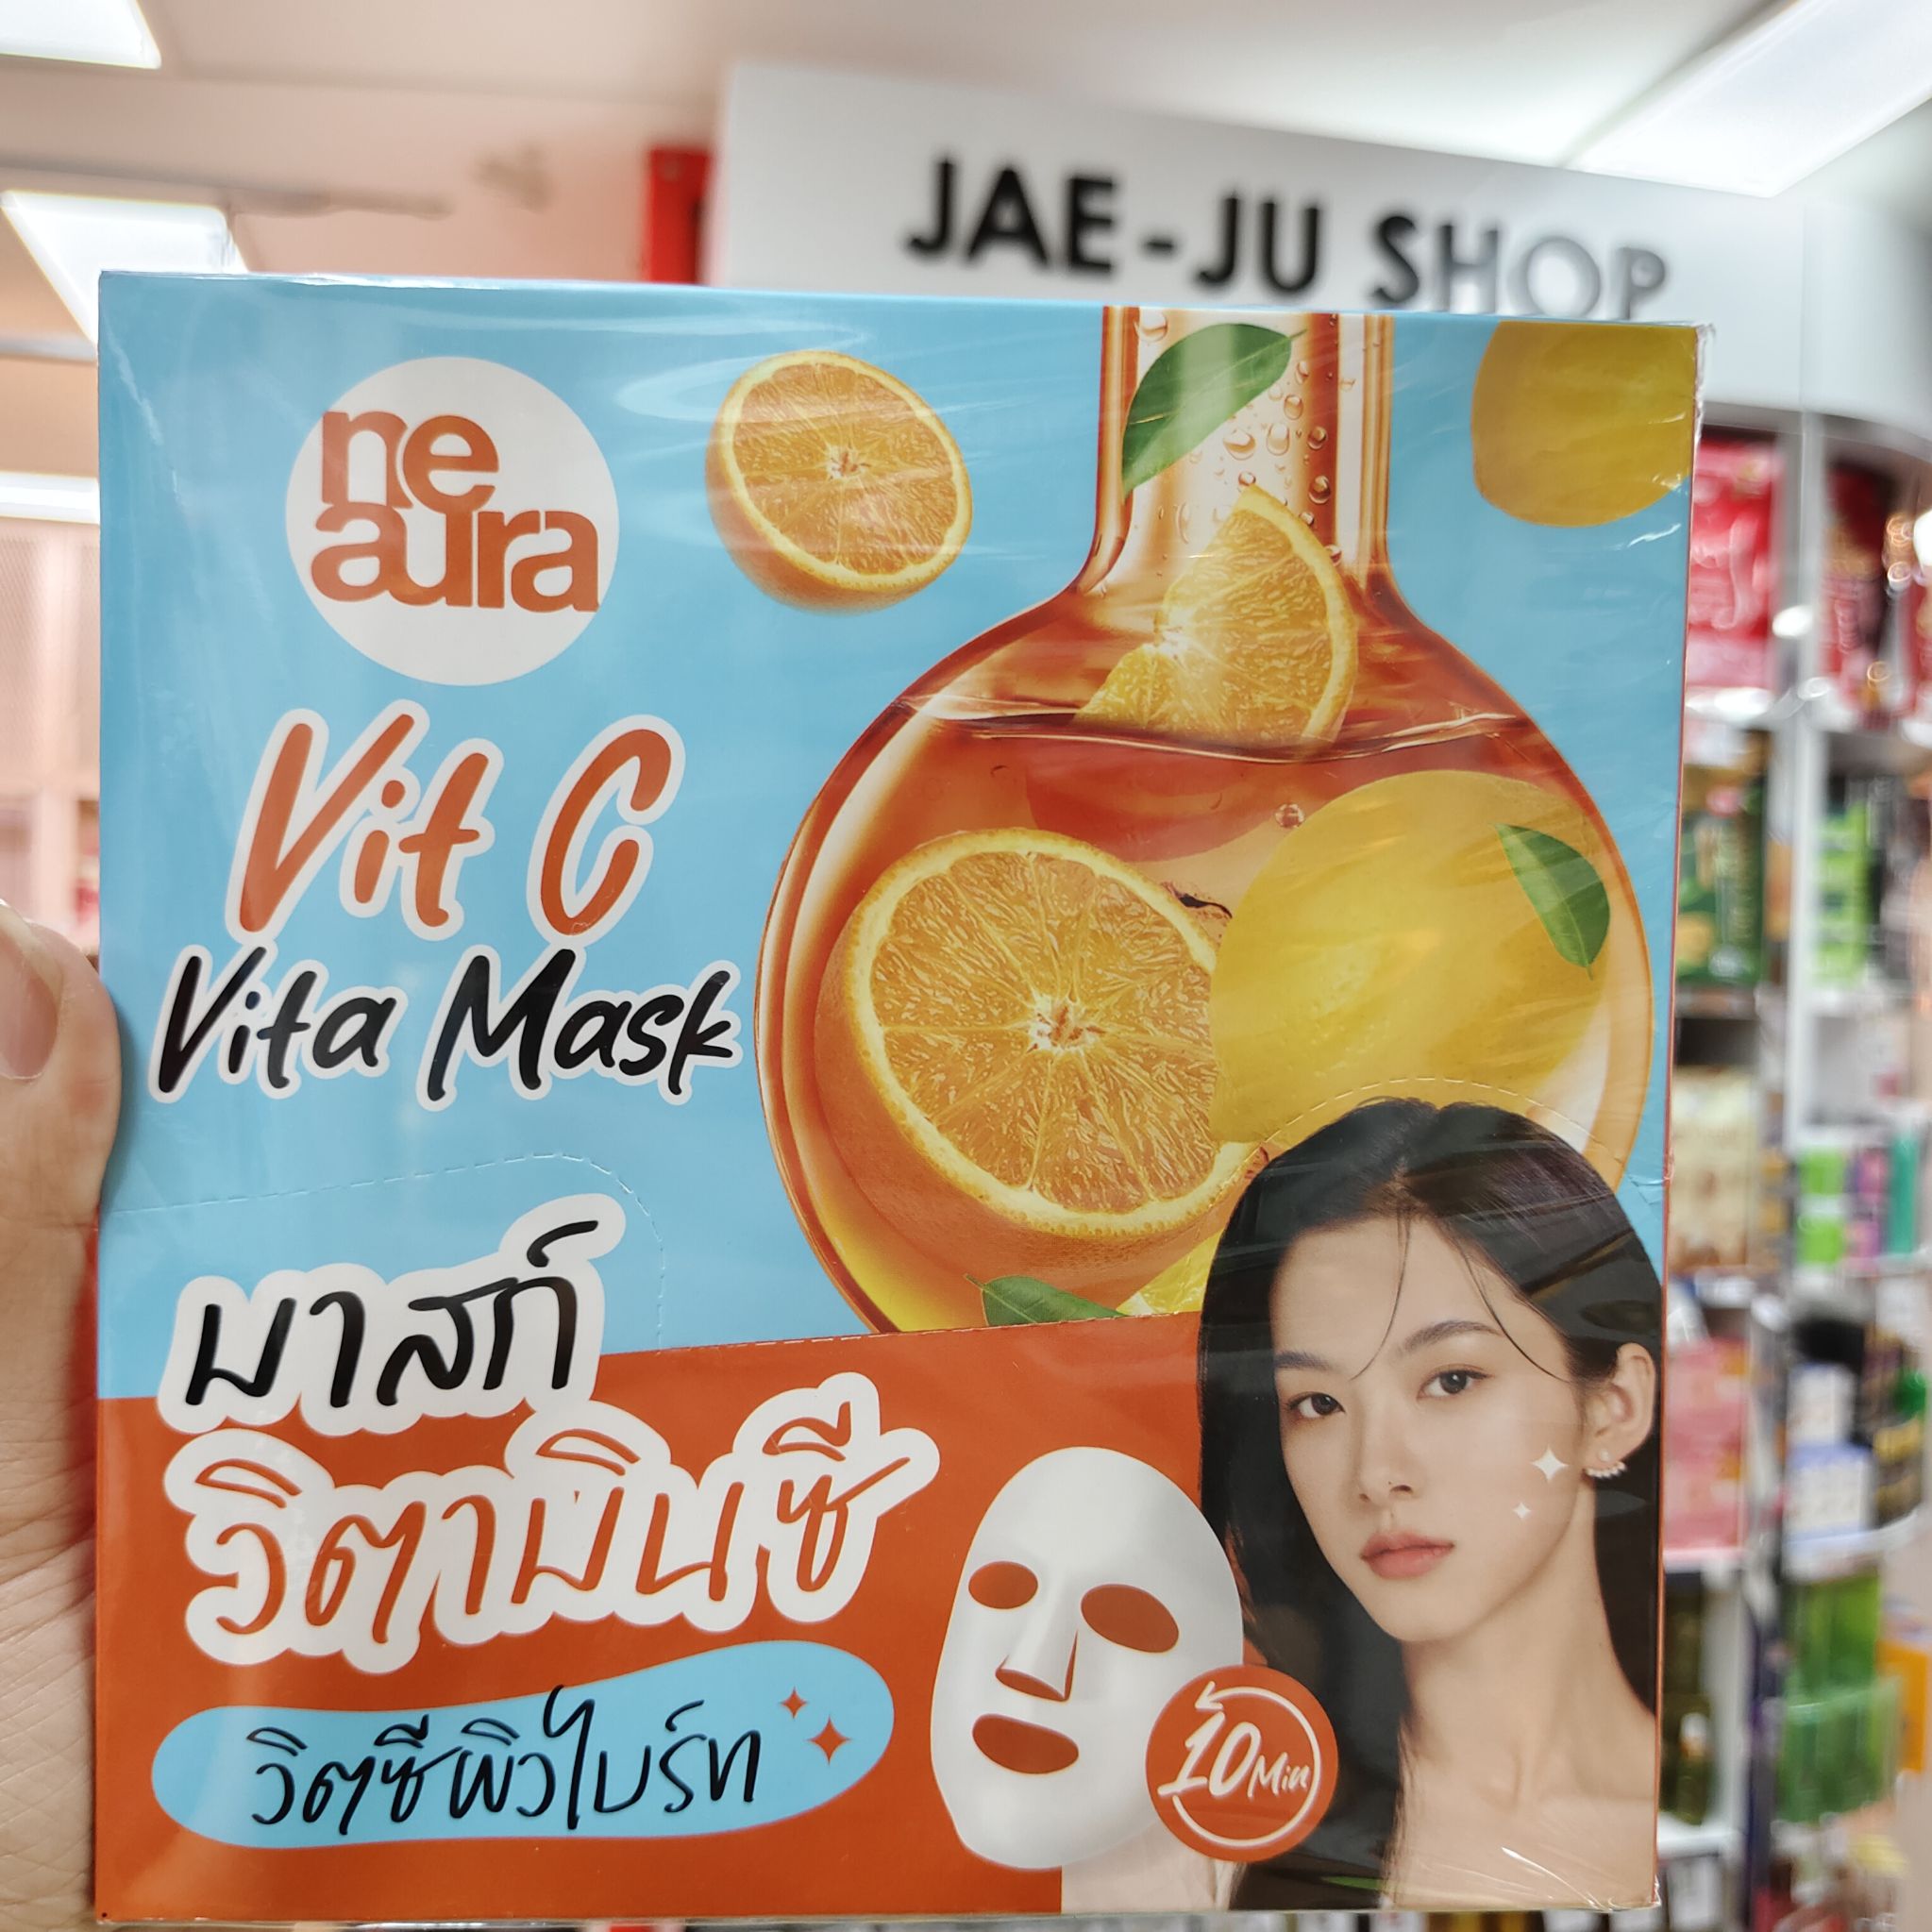 JAE-JU SHOP
ne
aura
Vit C
Vita Mask
มาสก์
วิตามินซี
วิตซีผิวไบร์ท
10 Min